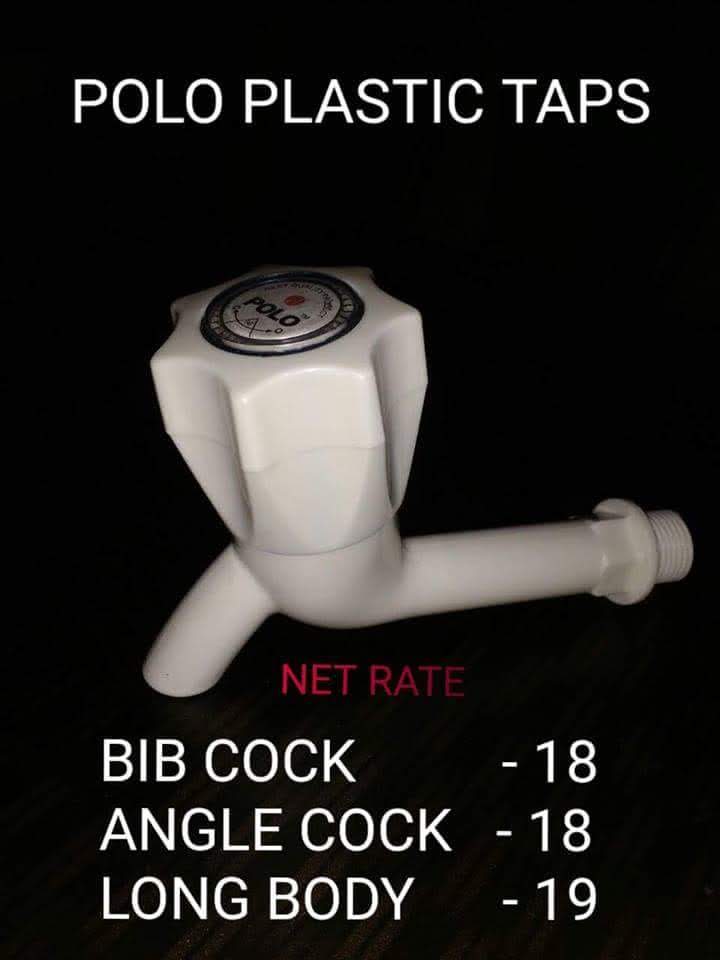 POLO PLASTIC TAPS
POLO
NET RATE
BIB COCK - 18
ANGLE COCK - 18
LONG BODY - 19